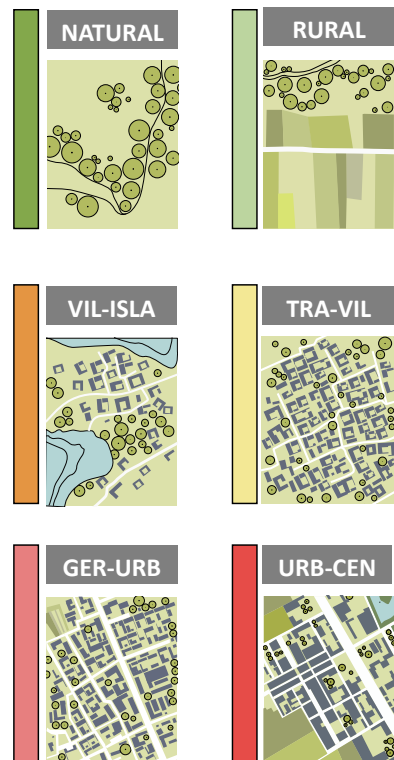 NATURAL
RURAL
VIL-ISLA
TRA-VIL
GER-URB
URB-CEN